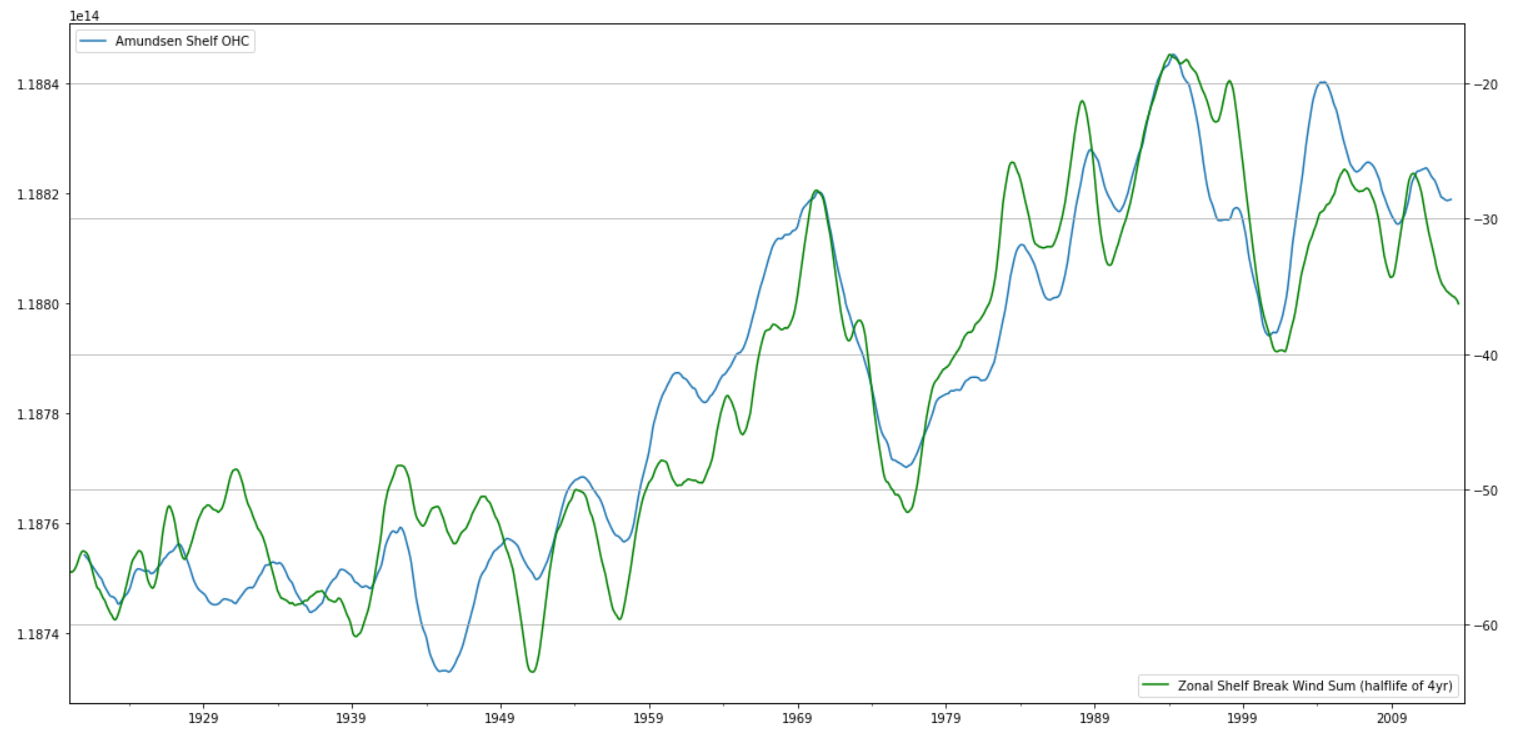 1e14
Amundsen Shelf OHC
1.1884
1.1882
1.1880
1.1878
1.1876
1.1874
−20
−30
−40
−50
−60
Zonal Shelf Break Wind Sum (halflife of 4yr)
1929 1939 1949 1959 1969 1979 1989 1999 2009